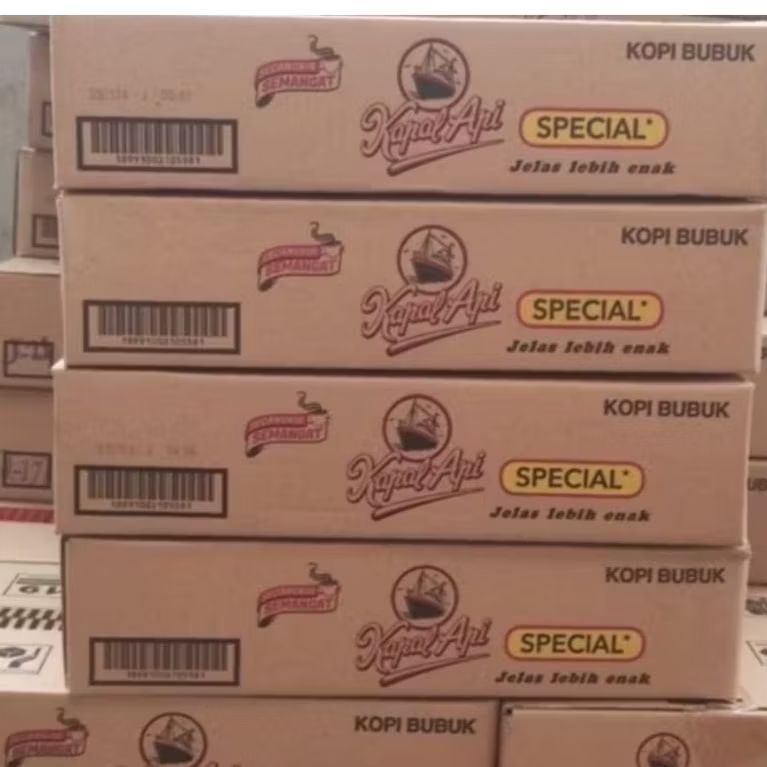 KOPI BUBUK
SEMANGAT
Kapal Api
SPECIAL*
Jelas lebih enak
KOPI BUBUK
SEMANGAT
Kapal Api
SPECIAL*
Jelas lebih enak
KOPI BUBUK
SEMANGAT
Kapal Api
SPECIAL*
Jelas lebih enak
KOPI BUBUK
SEMANGAT
Kapal Api
SPECIAL*
Jelas lebih enak
KOPI BUBUK
SEMANGAT